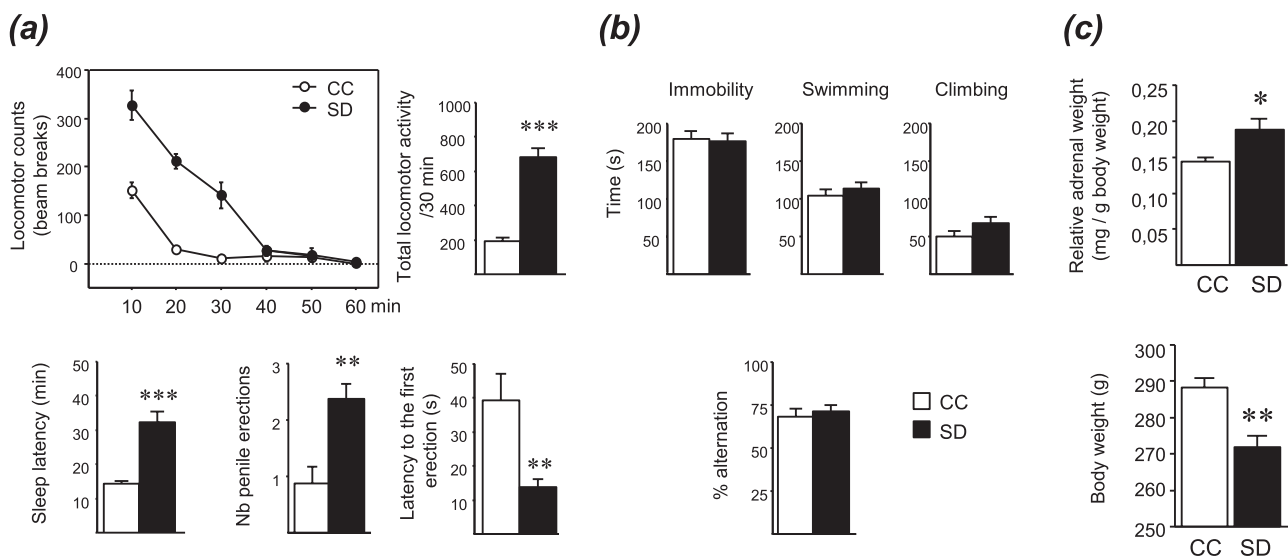 (a)
400
300
200
100
0
Locomotor counts
(beam breaks)
CC
SD
10 20 30 40 50 60 min
Total locomotor activity
/30 min
1000
800
600
400
200
***
(b)
Immobility Swimming Climbing
Time (s)
200
150
100
50
200
150
100
50
200
150
100
50
(c)
Relative adrenal weight
(mg / g body weight)
0,25
0,20
0,15
0,10
0,05
*
CC SD
Sleep latency (min)
50
40
30
20
10
***
Nb penile erections
3
2
1
**
Latency to the first
erection (s)
50
40
30
20
10
**
% alternation
100
75
50
25
CC
SD
Body weight (g)
300
290
280
270
260
250
**
CC SD